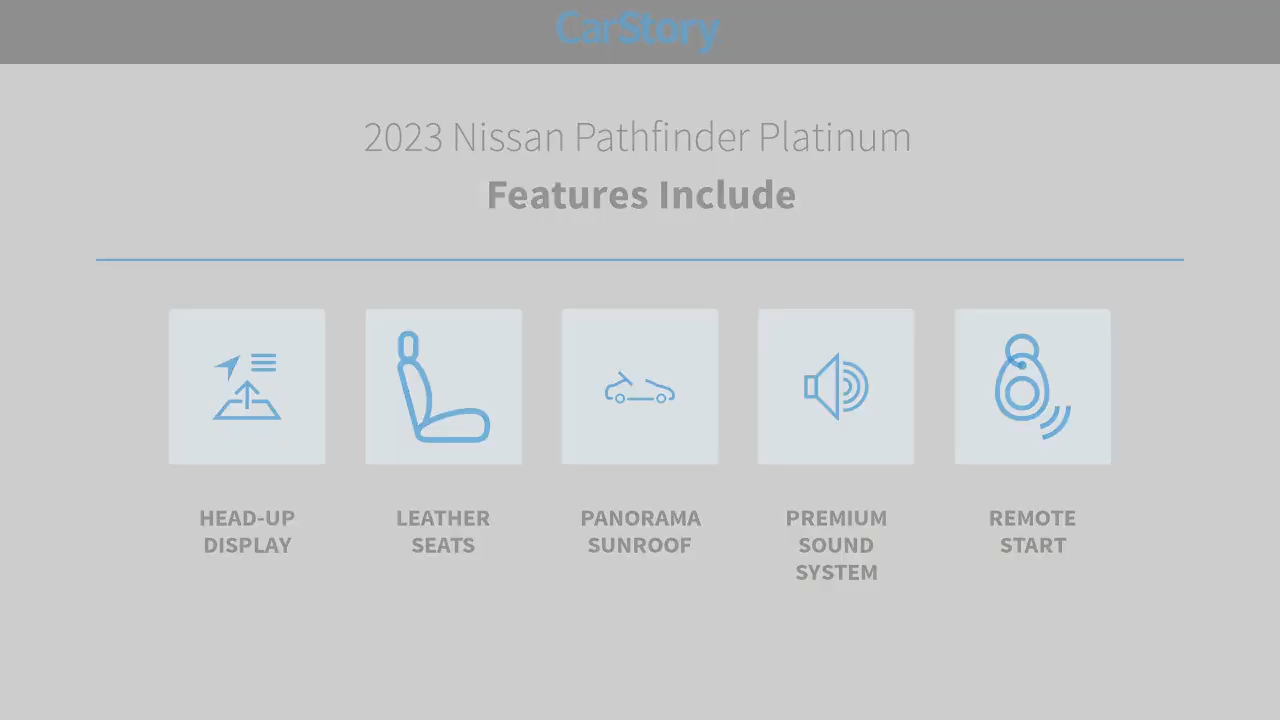 CarStory
2023 Nissan Pathfinder Platinum
Features Include
HEAD-UP
DISPLAY
LEATHER
SEATS
PANORAMA
SUNROOF
PREMIUM
SOUND
SYSTEM
REMOTE
START